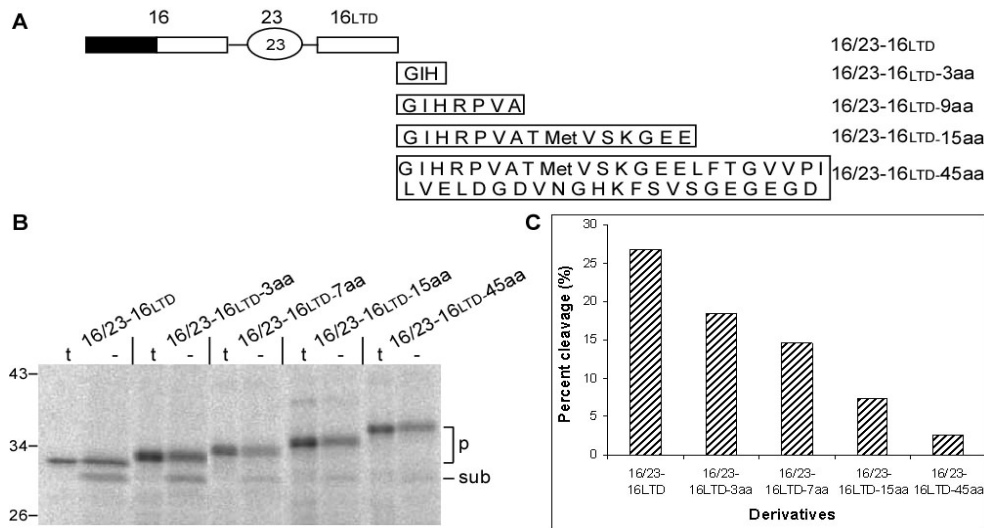 A
16 23 16LTD
23
16/23-16LTD
GIH
16/23-16LTD-3aa
G I H R P V A
16/23-16LTD-9aa
G I H R P V A T Met V S K G E E
16/23-16LTD-15aa
G I H R P V A T Met V S K G E E L F T G V V P I
L V E L D G D V N G H K F S V S G E G E G D
16/23-16LTD-45aa
B
16/23-16LTD
16/23-16LTD-3aa
16/23-16LTD-7aa
16/23-16LTD-15aa
16/23-16LTD-45aa
t - t - t - t - t -
43
34
26
p
sub
C
Percent cleavage (%)
30
25
20
15
10
5
0
16/23-
16LTD
16/23-
16LTD-3aa
16/23-
16LTD-7aa
16/23-
16LTD-15aa
16/23-
16LTD-45aa
Derivatives